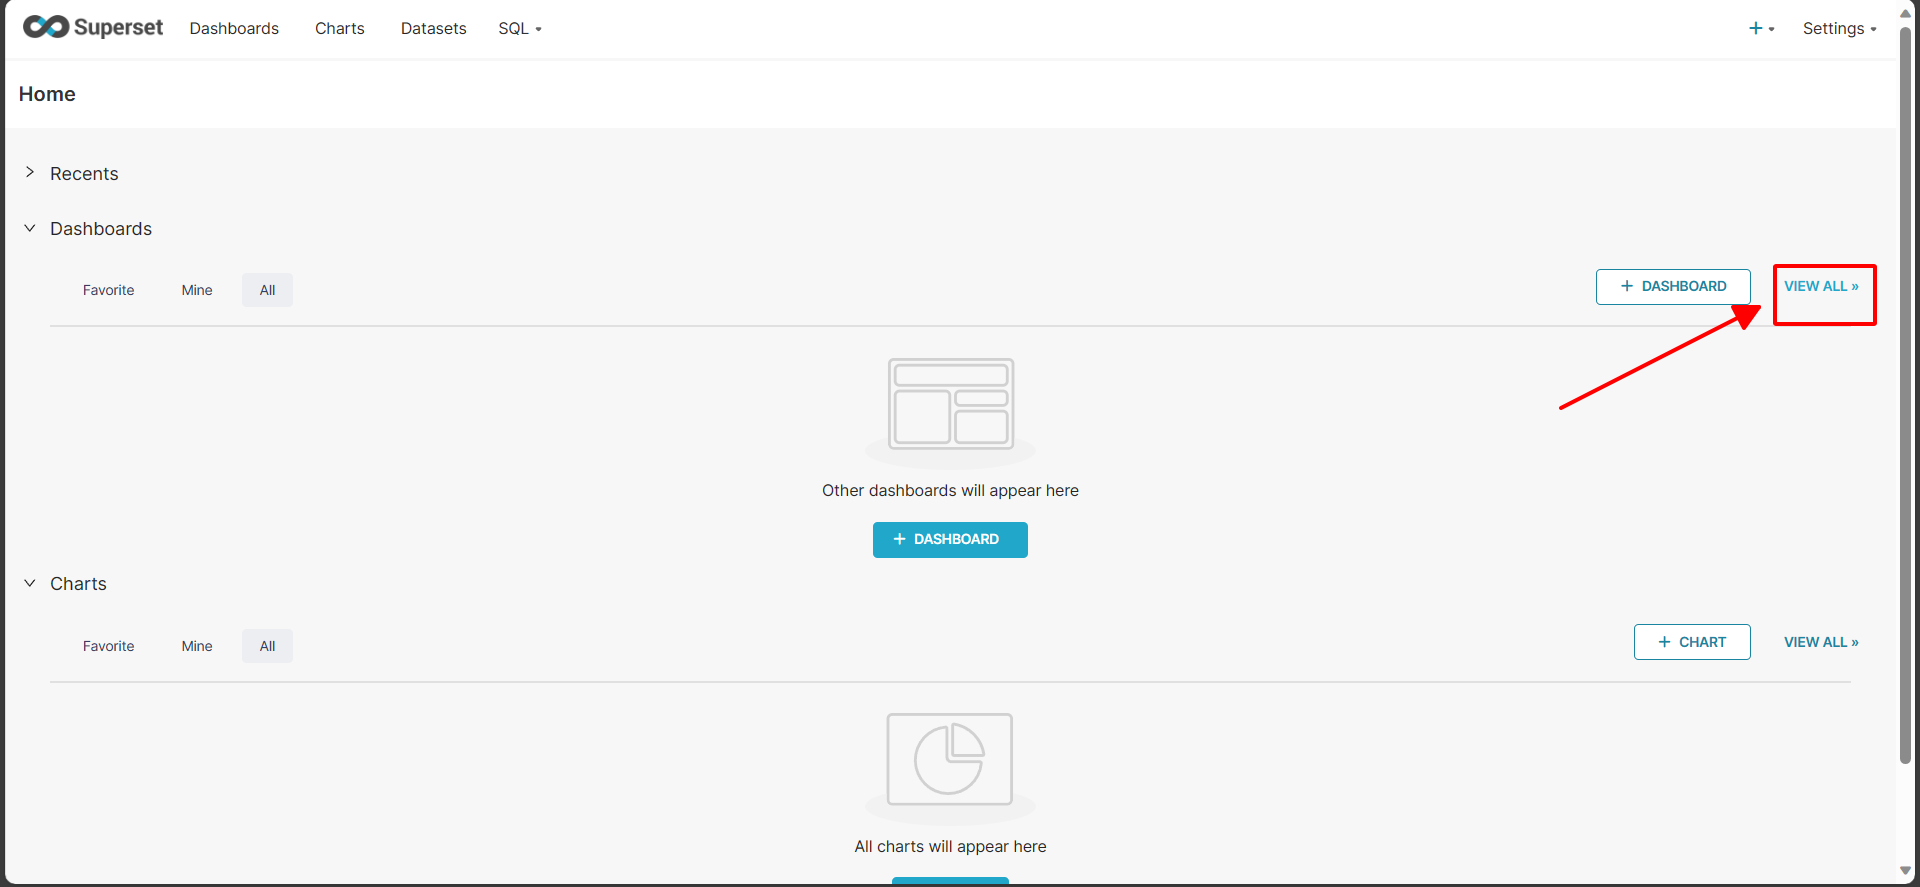 Superset Dashboards Charts Datasets SQL + Settings
Home
Recents
Dashboards
Favorite Mine All + DASHBOARD VIEW ALL »
Other dashboards will appear here
+ DASHBOARD
Charts
Favorite Mine All + CHART VIEW ALL »
All charts will appear here